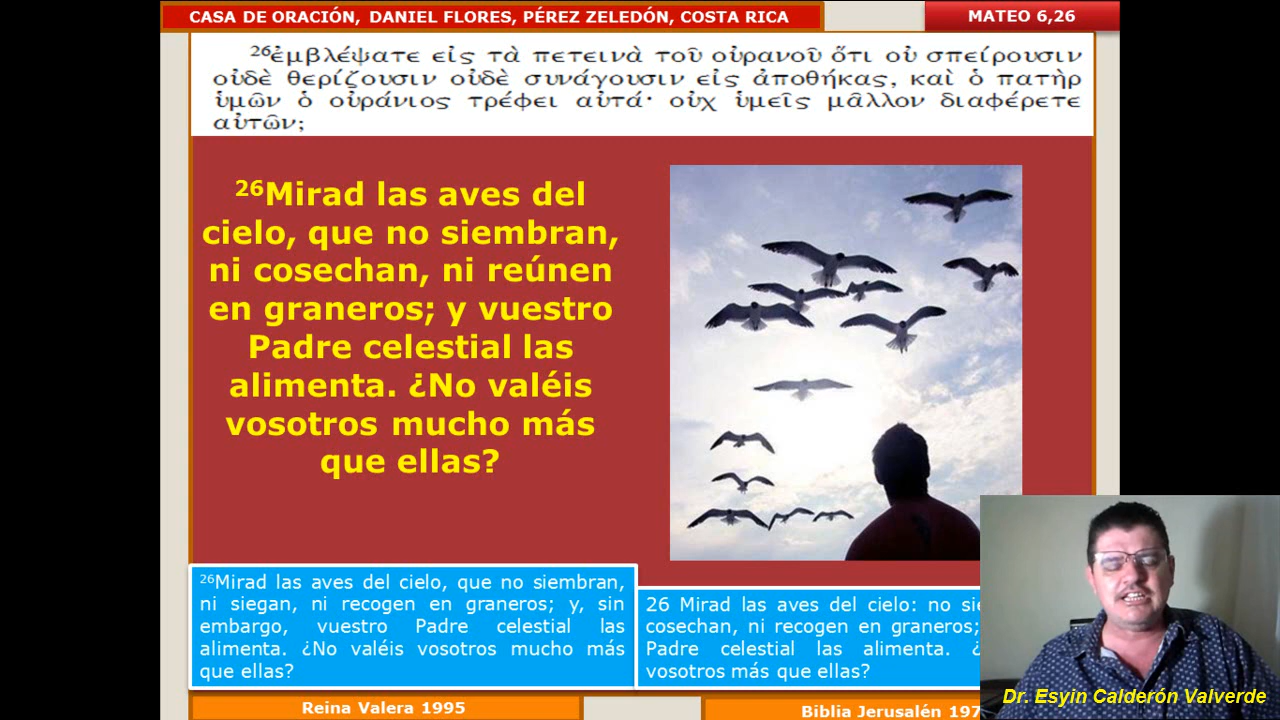 CASA DE ORACIÓN, DANIEL FLORES, PÉREZ ZELEDÓN, COSTA RICA
MATEO 6,26
26ἐμβλέψατε εἰς τὰ πετεινὰ τοῦ οὐρανοῦ ὅτι οὐ σπείρουσιν
οὐδὲ θερίζουσιν οὐδὲ συνάγουσιν εἰς ἀποθήκας, καὶ ὁ πατὴρ
ὑμῶν ὁ οὐράνιος τρέφει αὐτά· οὐχ ὑμεῖς μᾶλλον διαφέρετε
αὐτῶν;
26Mirad las aves del
cielo, que no siembran,
ni cosechan, ni reúnen
en graneros; y vuestro
Padre celestial las
alimenta. ¿No valéis
vosotros mucho más
que ellas?
26Mirad las aves del cielo, que no siembran,
ni siegan, ni recogen en graneros; y, sin
embargo, vuestro Padre celestial las
alimenta. ¿No valéis vosotros mucho más
que ellas?
26 Mirad las aves del cielo: no
cosechan, ni recogen en graneros;
Padre celestial las alimenta.
vosotros más que ellas?
Reina Valera 1995
Biblia Jerusalén 197
Dr. Esyin Calderón Valverde